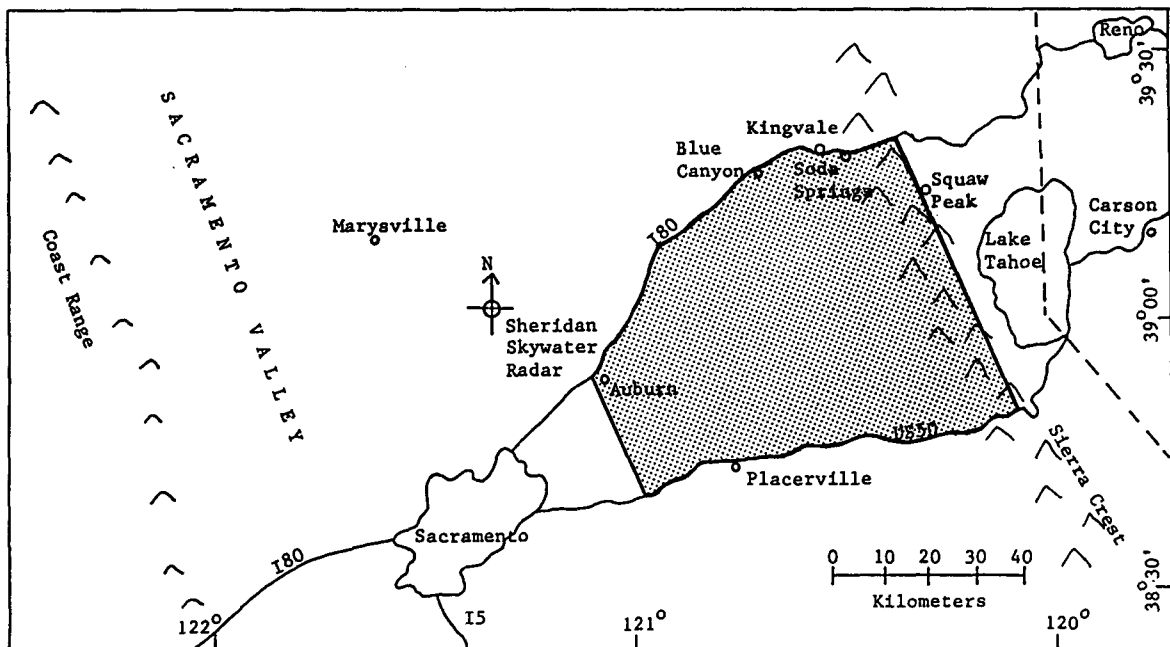 Reno
39°30'
SACRAMENTO VALLEY
Kingvale
Blue
Canyon
Soda
Springs
Squaw
Peak
Marysville
I80
Carson
City
Coast Range
Lake
Tahoe
N
39°00'
Sheridan
Skywater
Radar
Auburn
US50
Sierra Crest
Placerville
Sacramento
I80
0 10 20 30 40
Kilometers
38°30'
I5
122°
121°
120°